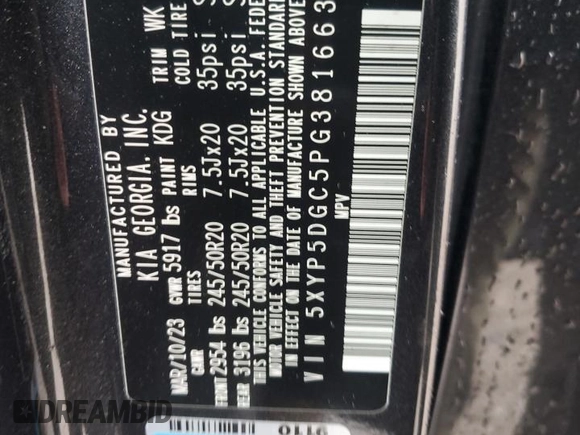 MANUFACTURED BY
KIA GEORGIA, INC.
MAR/10/23 GVWR 5917 lbs PAINT KDG TRIM WK
GAWR TIRES RIMS COLD TIRE
FRONT 2954 lbs 245/50R20 7.5Jx20 35psi
REAR 3196 lbs 245/50R20 7.5Jx20 35psi
THIS VEHICLE CONFORMS TO ALL APPLICABLE U.S.A. FEDE
MOTOR VEHICLE SAFETY AND THEFT PREVENTION STANDARD
IN EFFECT ON THE DATE OF MANUFACTURE SHOWN ABOVE
VIN 5XYP5DGC5PG381663
MPV
DREAMBID